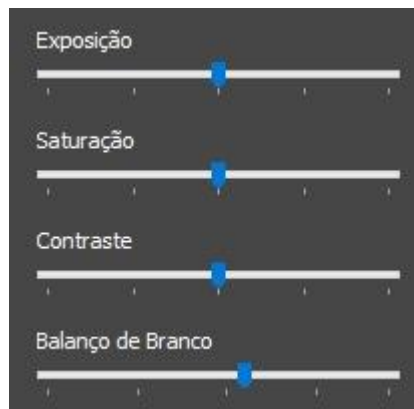 Exposição
Saturação
Contraste
Balanço de Branco